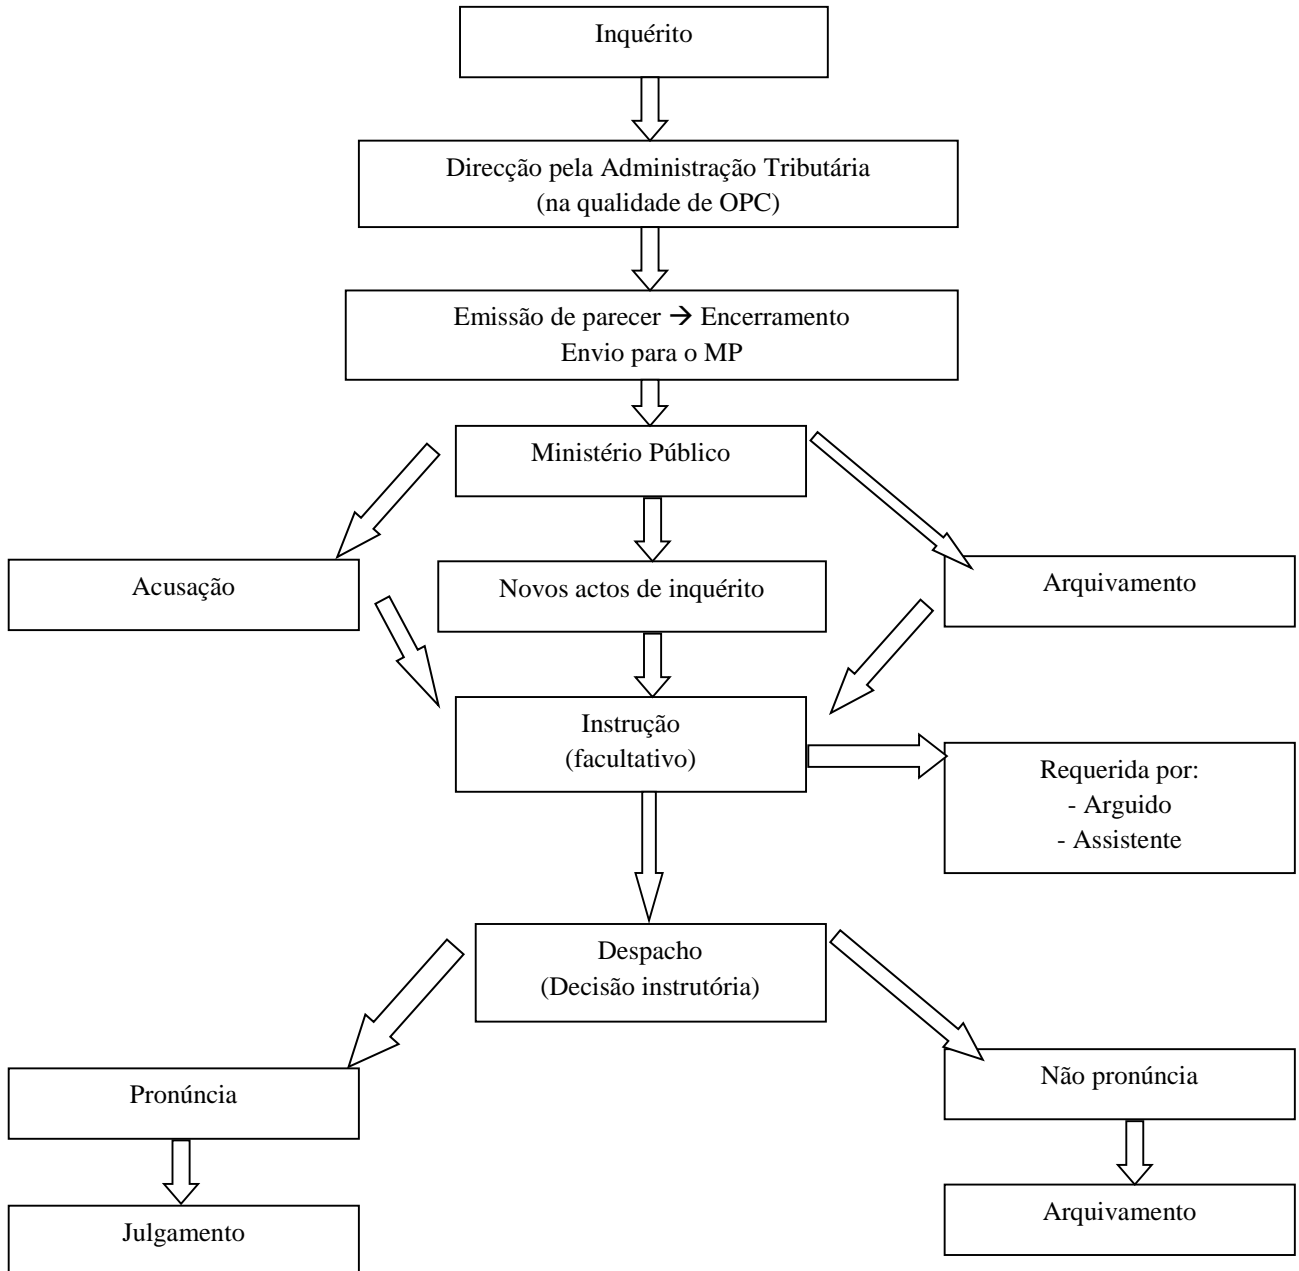 Inquérito
Direcção pela Administração Tributária
(na qualidade de OPC)
Emissão de parecer → Encerramento
Envio para o MP
Ministério Público
Acusação
Novos actos de inquérito
Arquivamento
Instrução
(facultativo)
Requerida por:
- Arguido
- Assistente
Despacho
(Decisão instrutória)
Pronúncia
Não pronúncia
Julgamento
Arquivamento